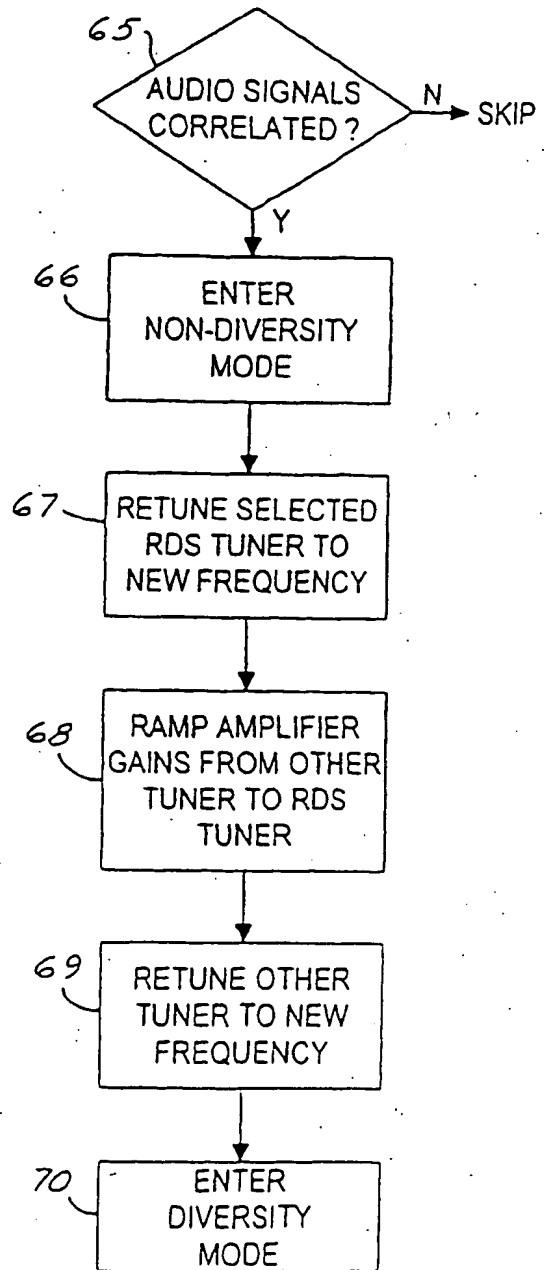 65
AUDIO SIGNALS
CORRELATED ?
N
SKIP
Y
66
ENTER
NON-DIVERSITY
MODE
67
RETUNE SELECTED
RDS TUNER TO
NEW FREQUENCY
68
RAMP AMPLIFIER
GAINS FROM OTHER
TUNER TO RDS
TUNER
69
RETUNE OTHER
TUNER TO NEW
FREQUENCY
70
ENTER
DIVERSITY
MODE